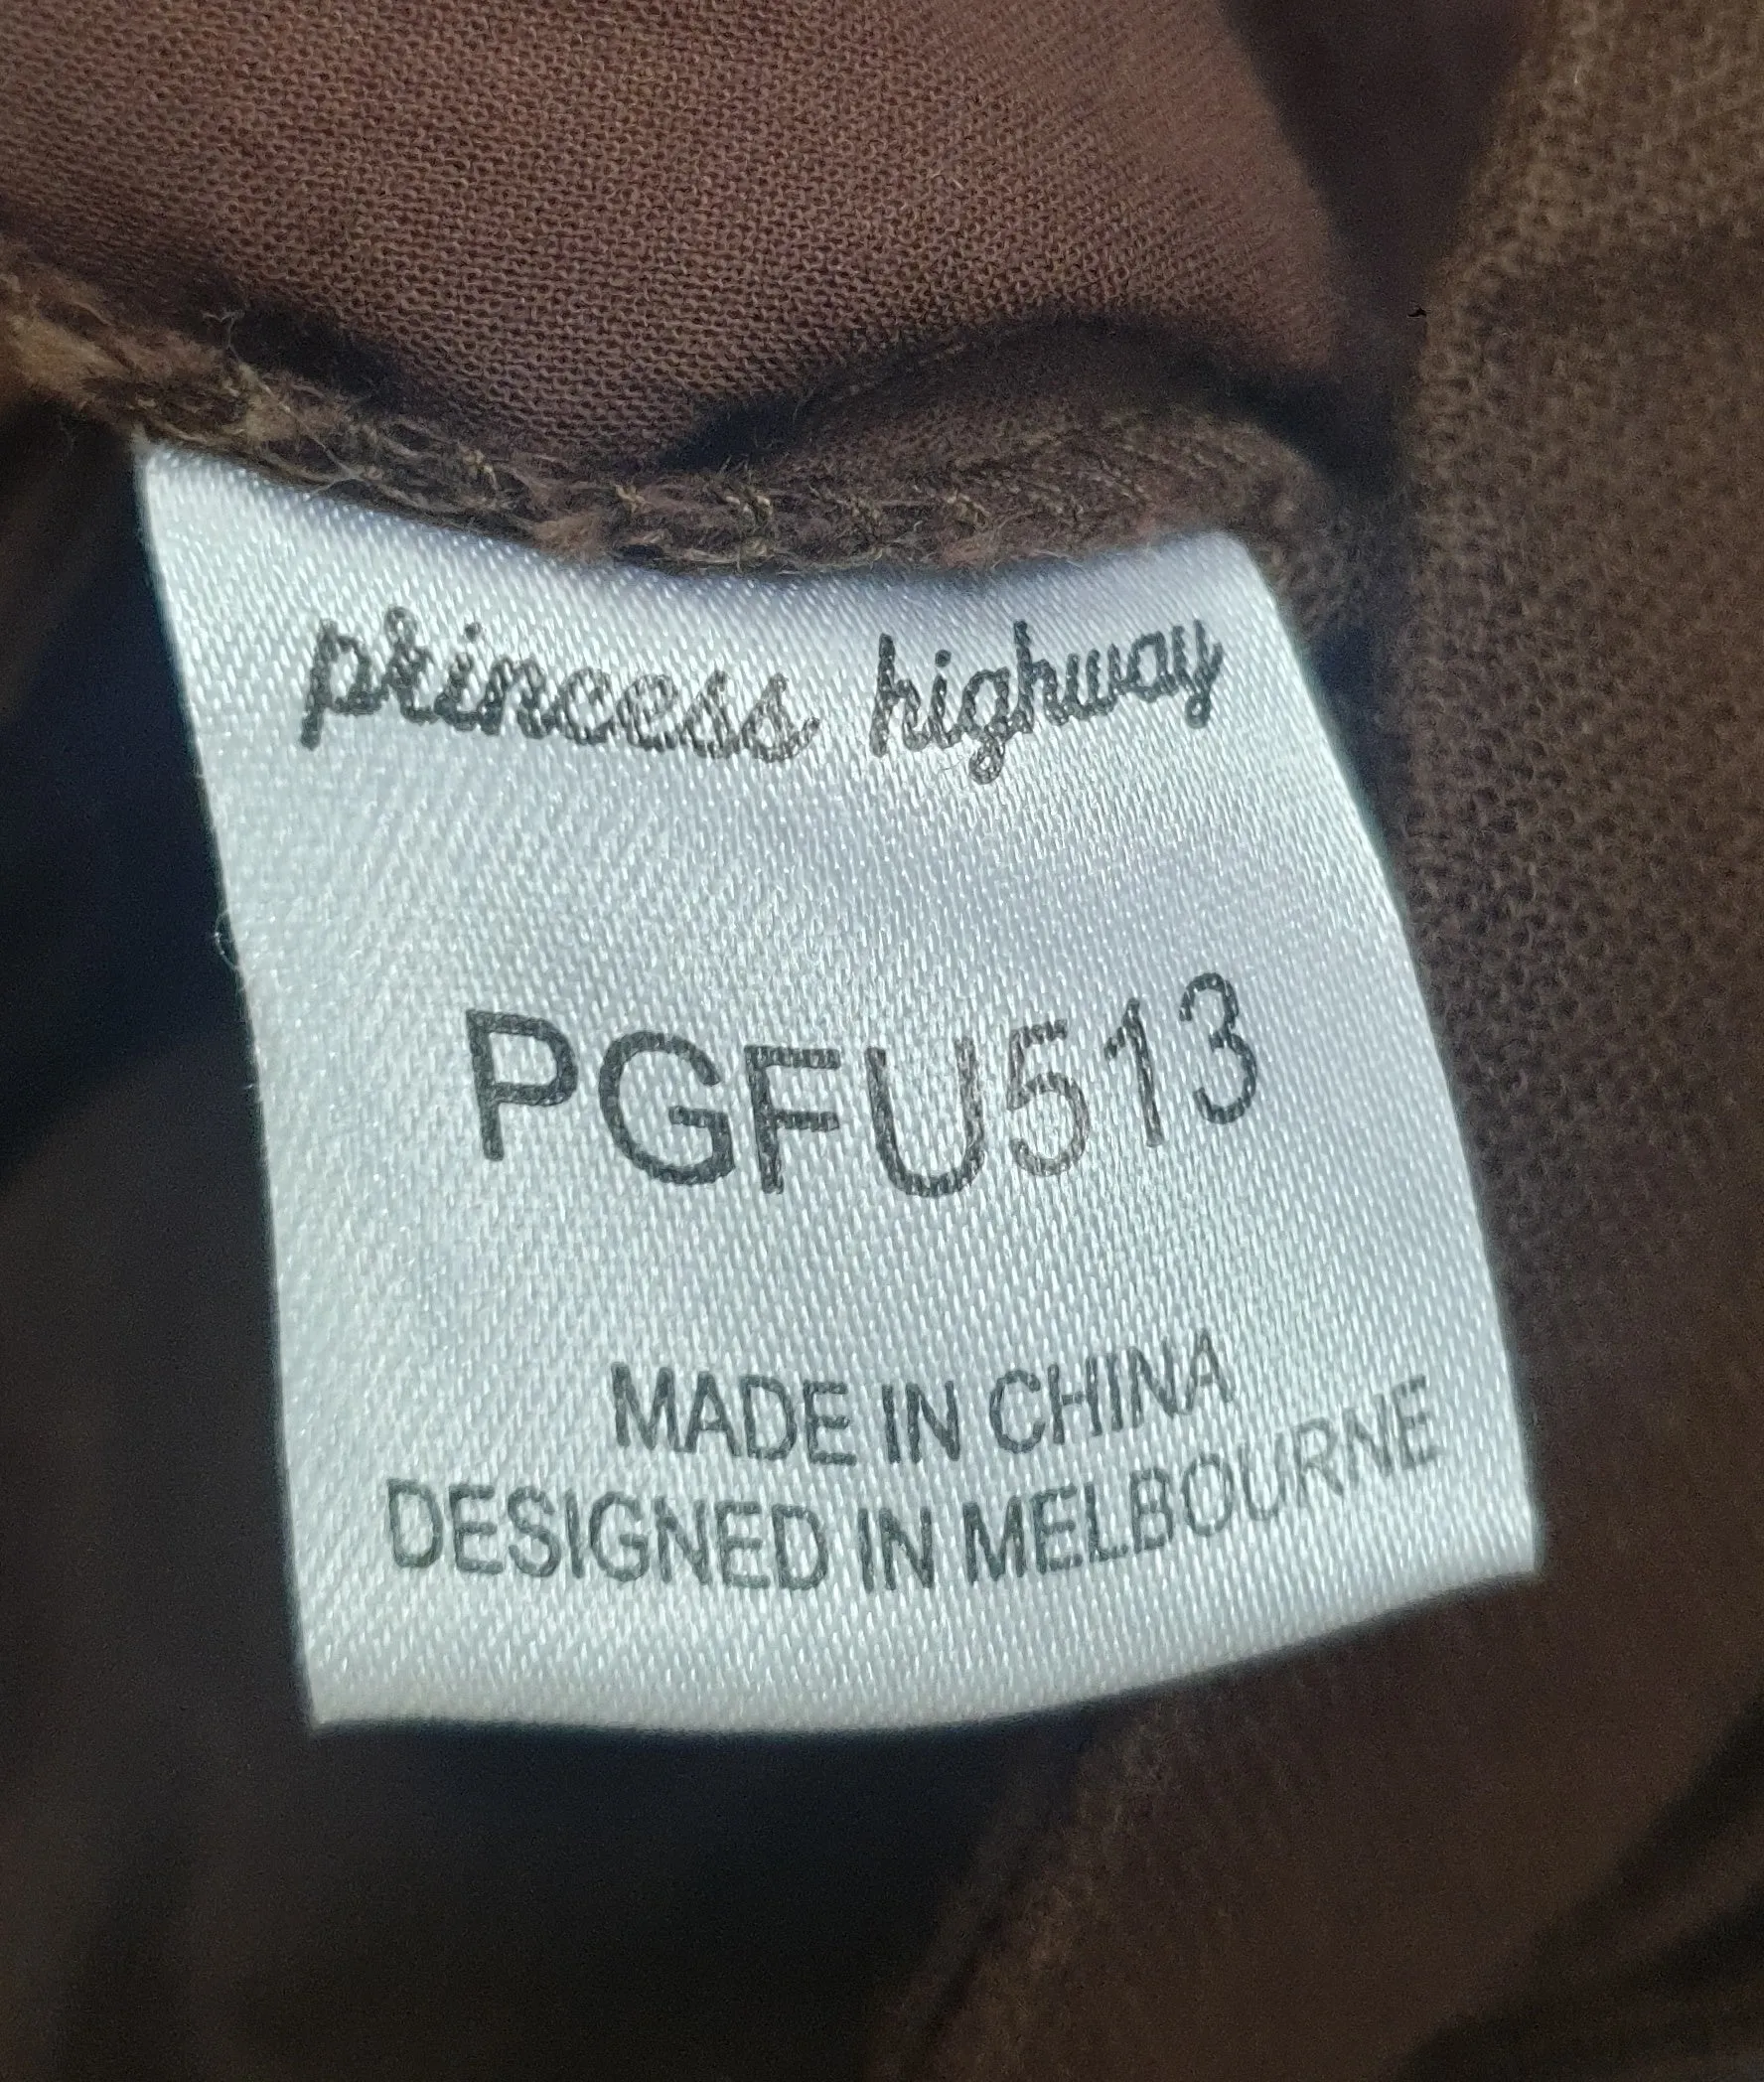 princess highway
PGFU513
MADE IN CHINA
DESIGNED IN MELBOURNE